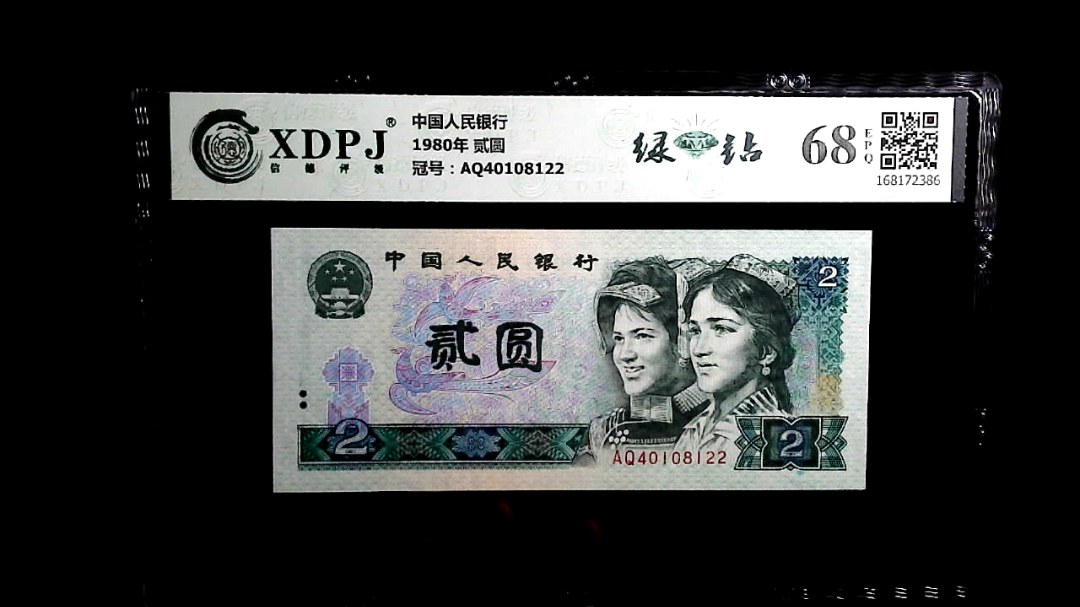 XDPJ®
信德评级
中国人民银行
1980年 贰圆
冠号：AQ40108122
绿钻
68
EPQ
168172386
中国人民银行
2
贰圆
2
AQ40108122
2